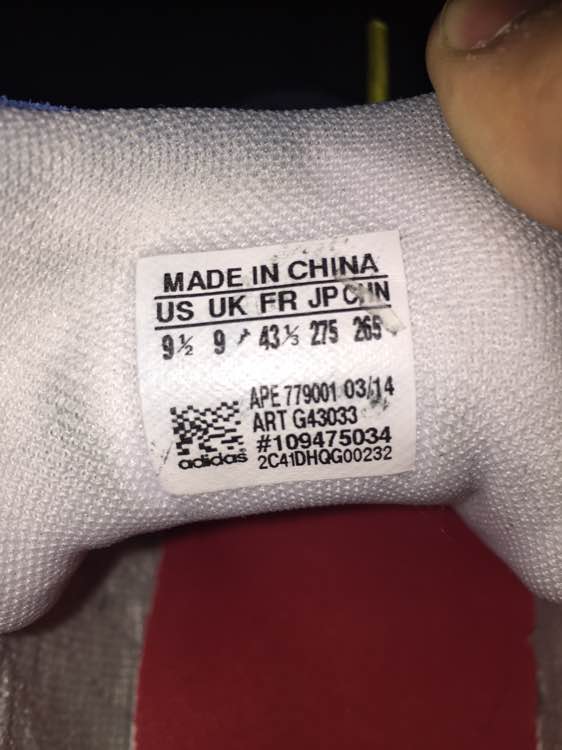 MADE IN CHINA
US UK FR JP CHN
9½ 9 43⅓ 275 265
APE 779001 03/14
ART G43033
#109475034
adidas 2C41DHQG00232